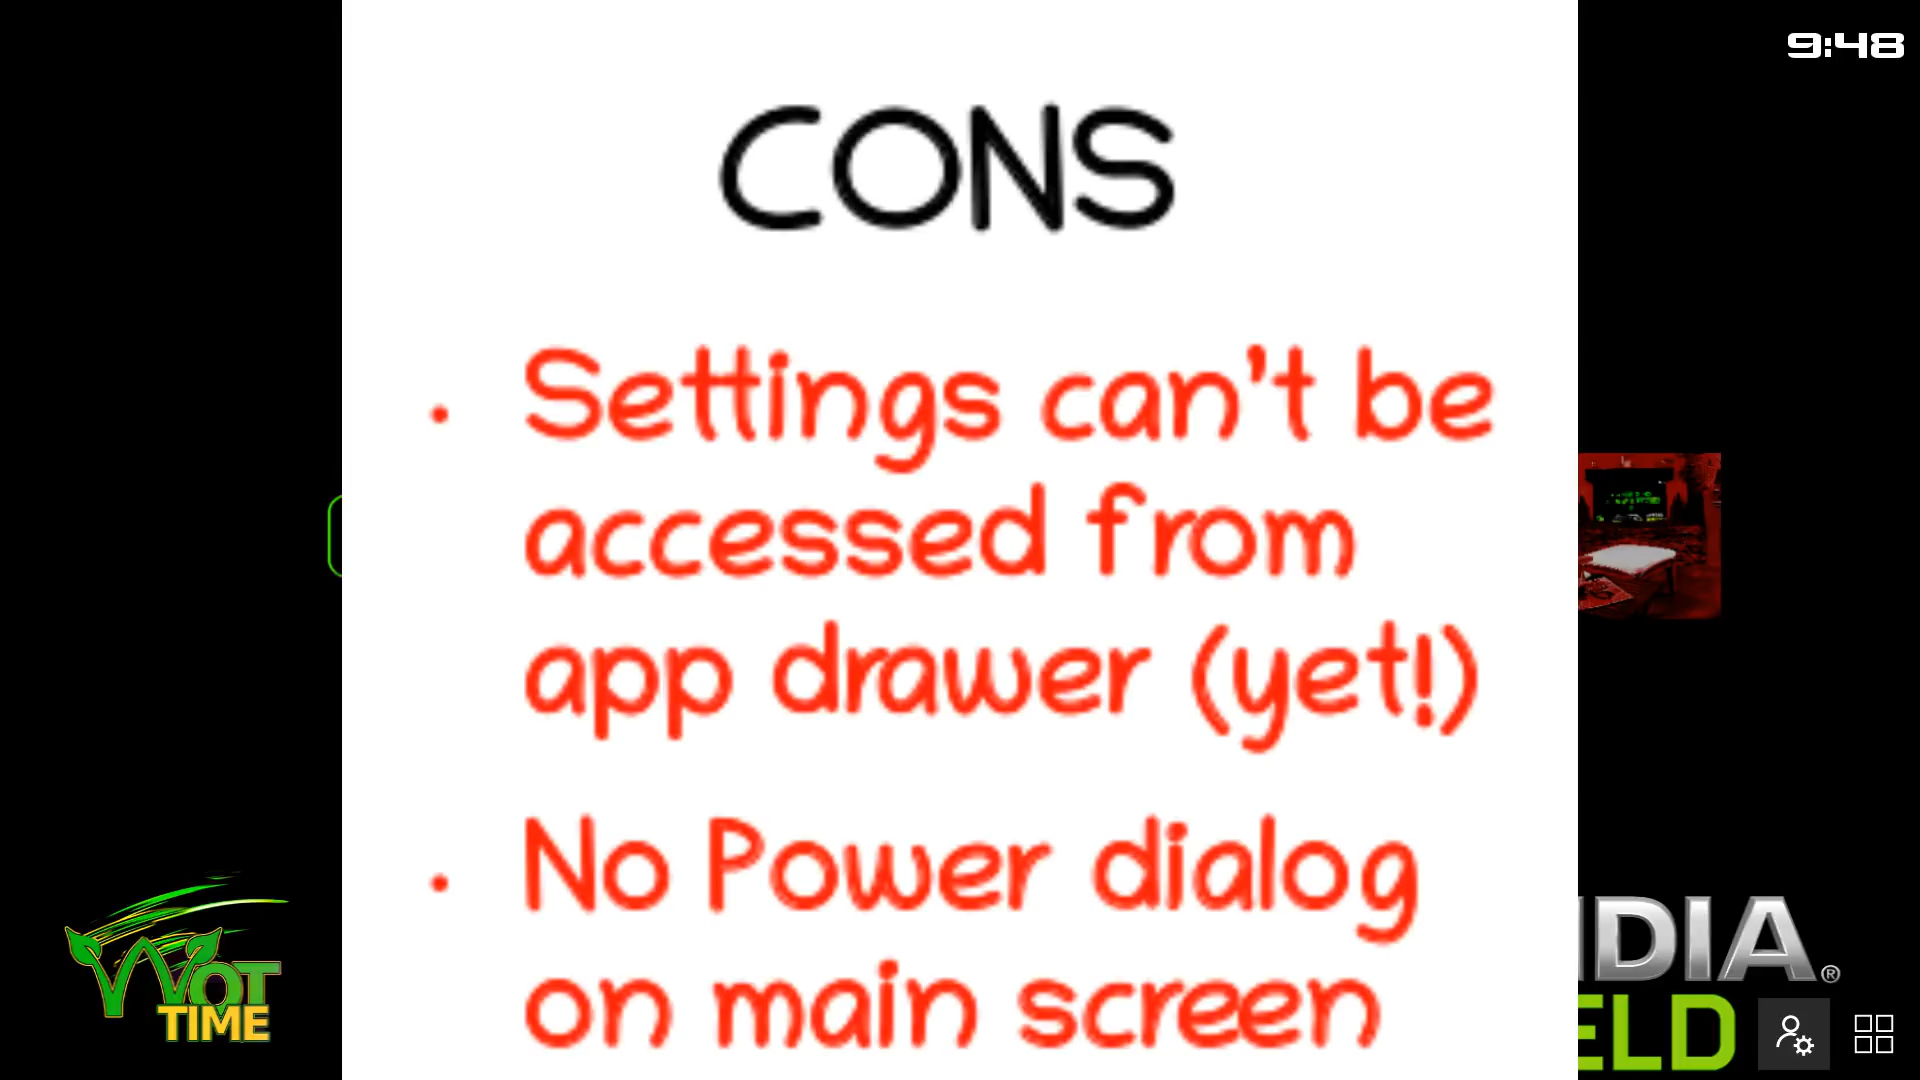 9:48
CONS
• Settings can't be
accessed from
app drawer (yet!)
• No Power dialog
on main screen
WOT
TIME
IDIA®
ELD